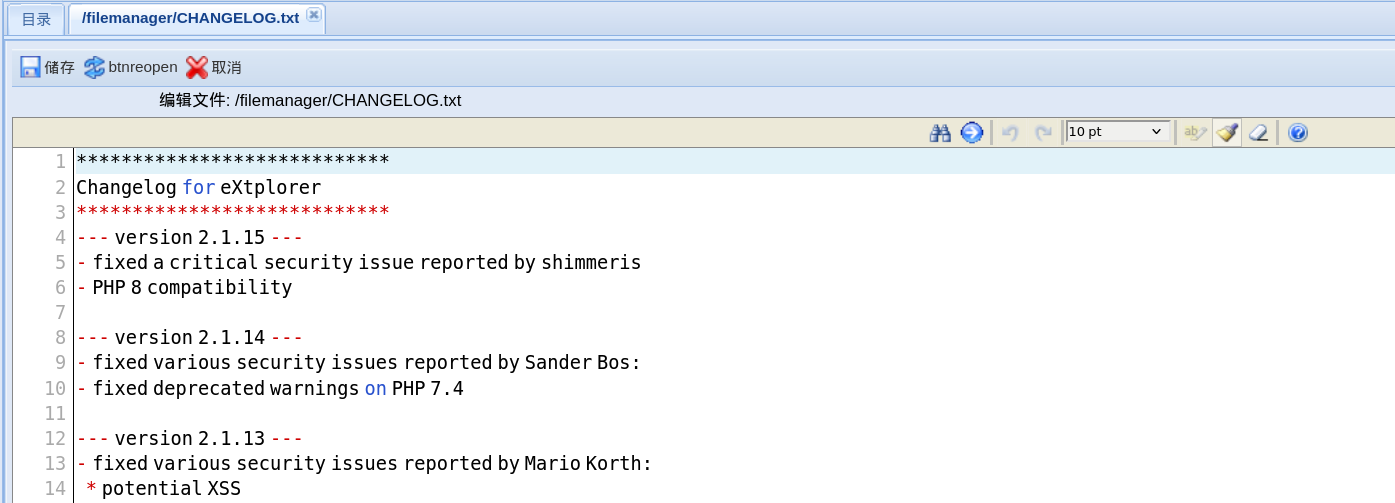 目录 /filemanager/CHANGELOG.txt
储存 btnreopen 取消
编辑文件: /filemanager/CHANGELOG.txt
10 pt
1 ****************************
2 Changelog for eXtplorer
3 ****************************
4 --- version 2.1.15 ---
5 - fixed a critical security issue reported by shimmeris
6 - PHP 8 compatibility
7
8 --- version 2.1.14 ---
9 - fixed various security issues reported by Sander Bos:
10 - fixed deprecated warnings on PHP 7.4
11
12 --- version 2.1.13 ---
13 - fixed various security issues reported by Mario Korth:
14 * potential XSS